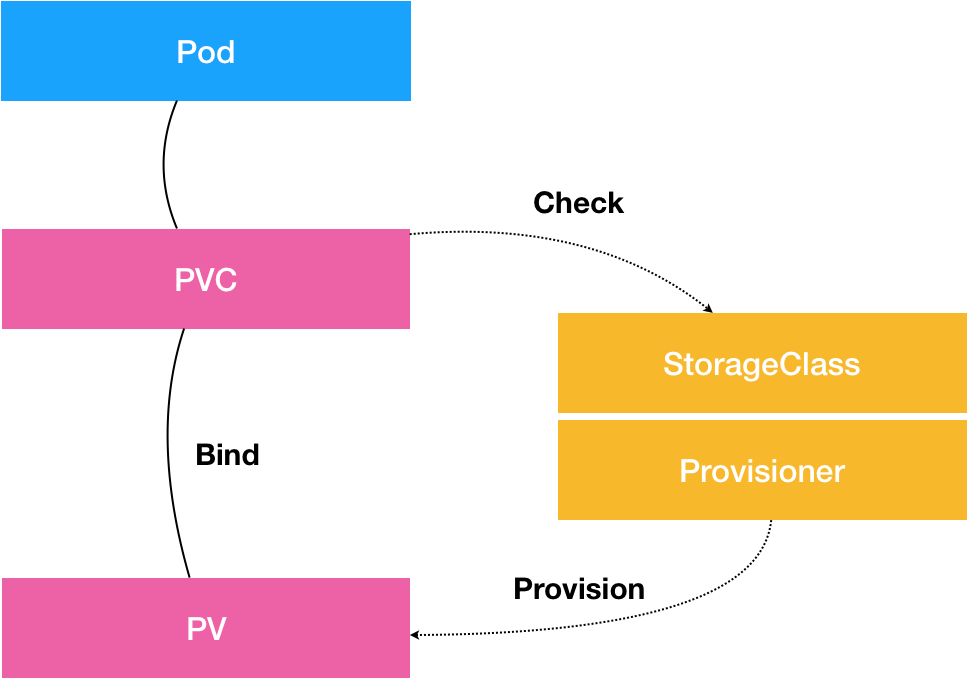 Pod
Check
PVC
StorageClass
Bind
Provisioner
Provision
PV